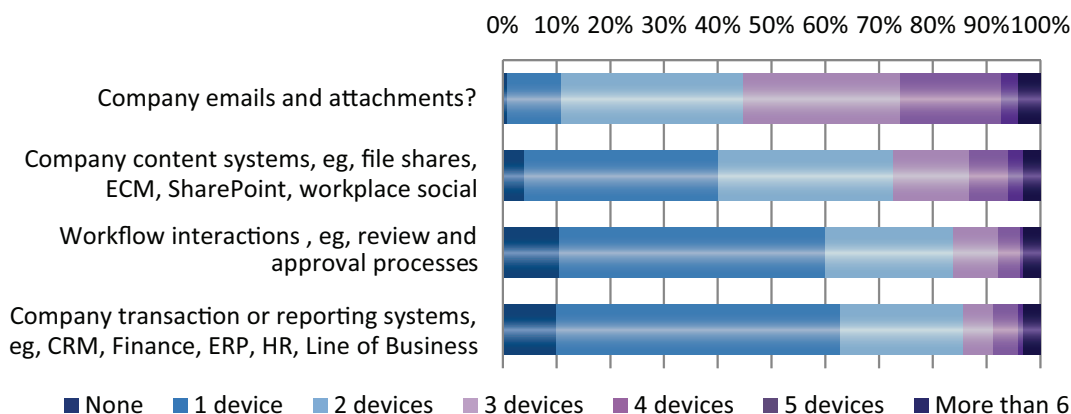 0% 10% 20% 30% 40% 50% 60% 70% 80% 90%100%
Company emails and attachments?
Company content systems, eg, file shares,
ECM, SharePoint, workplace social
Workflow interactions , eg, review and
approval processes
Company transaction or reporting systems,
eg, CRM, Finance, ERP, HR, Line of Business
None 1 device 2 devices 3 devices 4 devices 5 devices More than 6